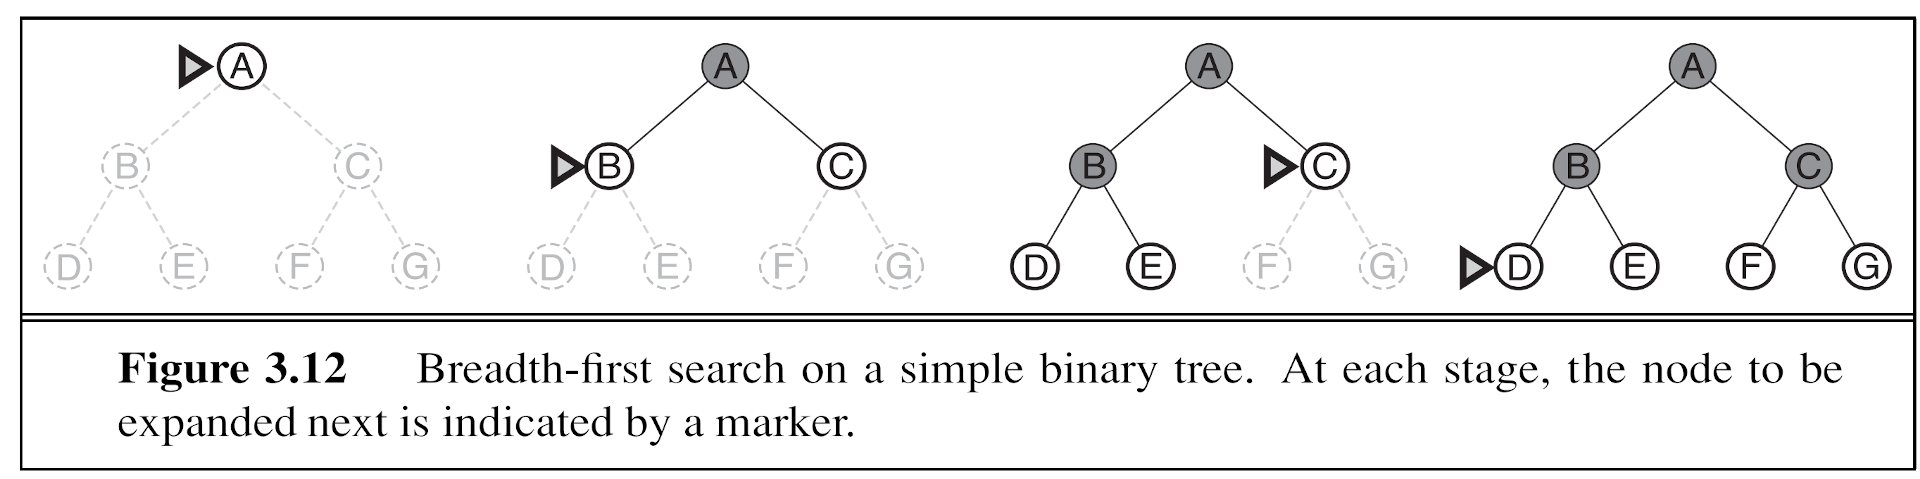 A A A A
B C B C B C B C
D E F G D E F G D E F G D E F G
Figure 3.12 Breadth-first search on a simple binary tree. At each stage, the node to be
expanded next is indicated by a marker.